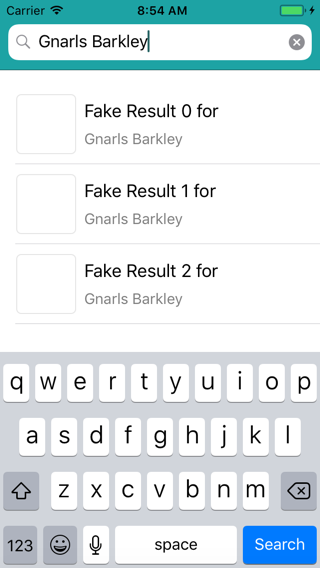 Carrier 8:54 AM
Gnarls Barkley
Fake Result 0 for
Gnarls Barkley
Fake Result 1 for
Gnarls Barkley
Fake Result 2 for
Gnarls Barkley
q w e r t y u i o p
a s d f g h j k l
z x c v b n m
123 space Search